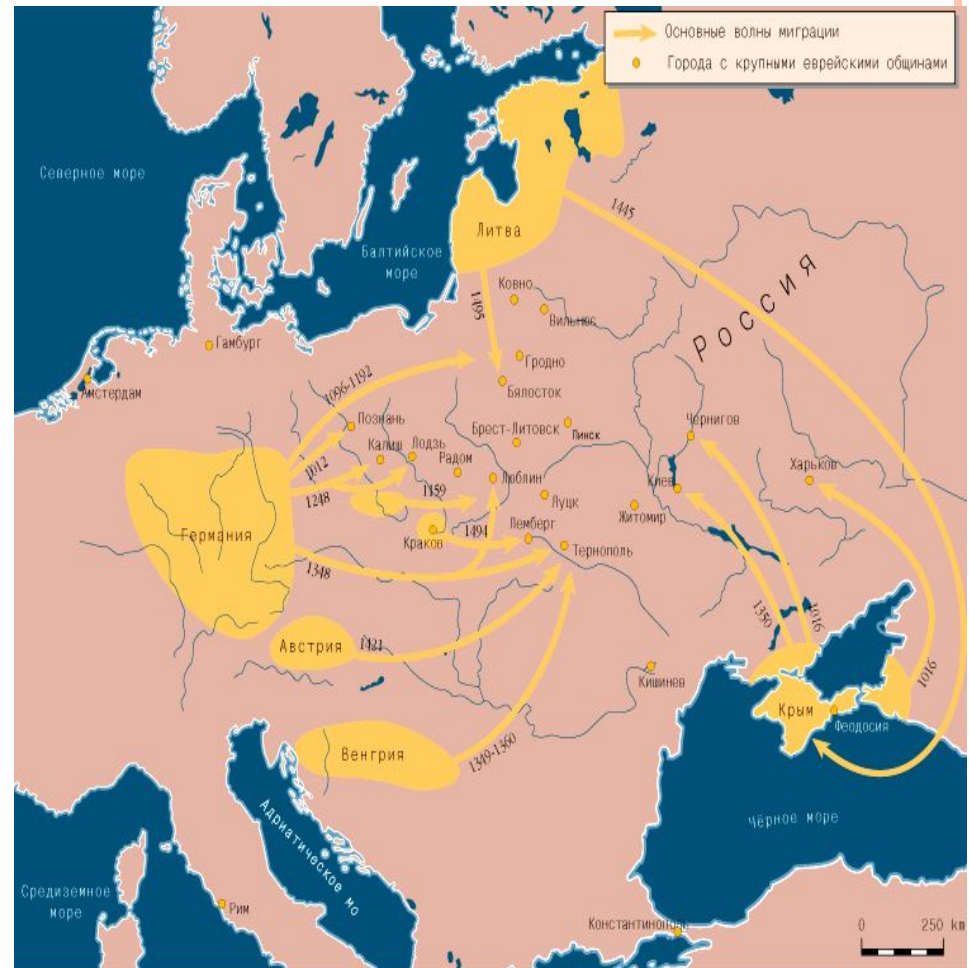 Основные волны миграции
Города с крупными еврейскими общинами
Северное море
Балтийское
море
Литва
1445
РОССИЯ
Ковно
Вильнюс
1495
Гамбург
Гродно
Амстердам
Бялосток
1096-1192
Познань
Брест-Литовск
Пинск
Чернигов
Калиш
Лодзь
Радом
Люблин
Харьков
1012
1248
1159
Киев
Луцк
Житомир
Германия
Краков
1494
Лемберг
Тернополь
1348
1350
1016
Австрия
1421
1016
Кишинев
Крым
Феодосия
Венгрия
1349-1360
Адриатическое мо
Чёрное море
Средиземное
море
Рим
Константинополь
0 250 km